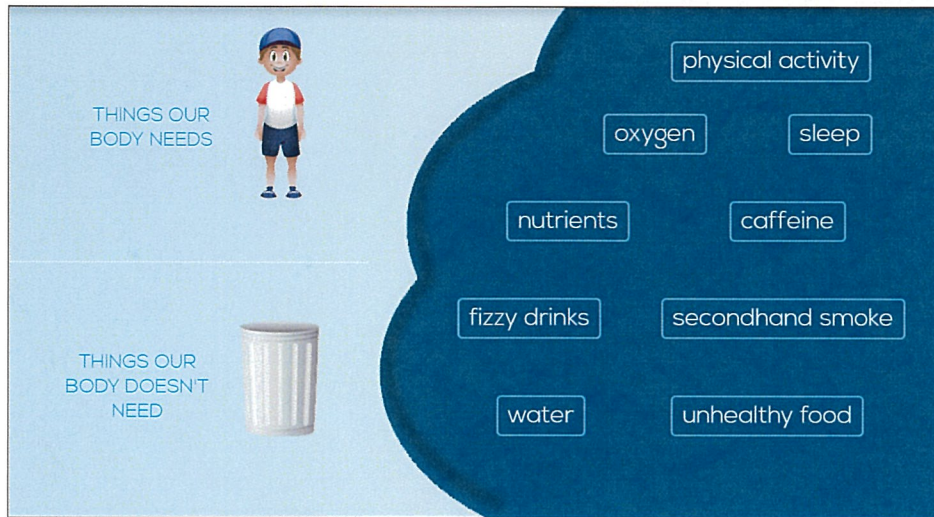 THINGS OUR
BODY NEEDS
THINGS OUR
BODY DOESN'T
NEED
physical activity
oxygen
sleep
nutrients
caffeine
fizzy drinks
secondhand smoke
water
unhealthy food